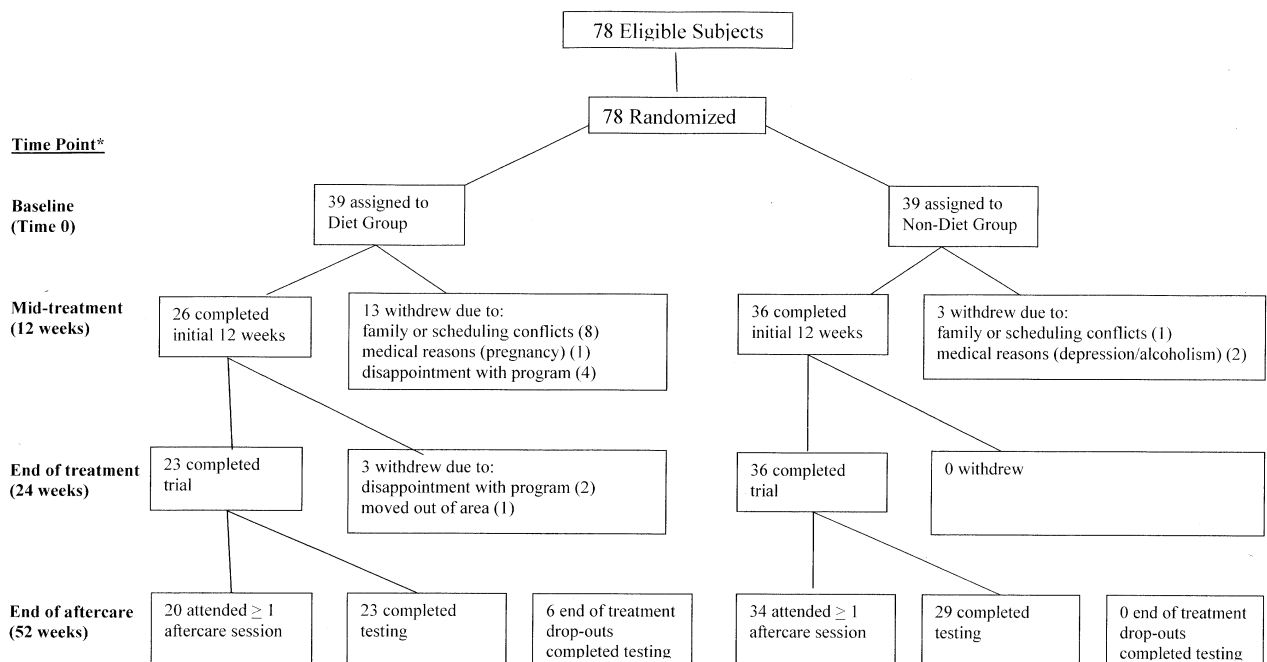 78 Eligible Subjects
78 Randomized
Time Point*
Baseline
(Time 0)
39 assigned to
Diet Group
39 assigned to
Non-Diet Group
Mid-treatment
(12 weeks)
26 completed
initial 12 weeks
13 withdrew due to:
family or scheduling conflicts (8)
medical reasons (pregnancy) (1)
disappointment with program (4)
36 completed
initial 12 weeks
3 withdrew due to:
family or scheduling conflicts (1)
medical reasons (depression/alcoholism) (2)
End of treatment
(24 weeks)
23 completed
trial
3 withdrew due to:
disappointment with program (2)
moved out of area (1)
36 completed
trial
0 withdrew
End of aftercare
(52 weeks)
20 attended ≥ 1
aftercare session
23 completed
testing
6 end of treatment
drop-outs
completed testing
34 attended ≥ 1
aftercare session
29 completed
testing
0 end of treatment
drop-outs
completed testing